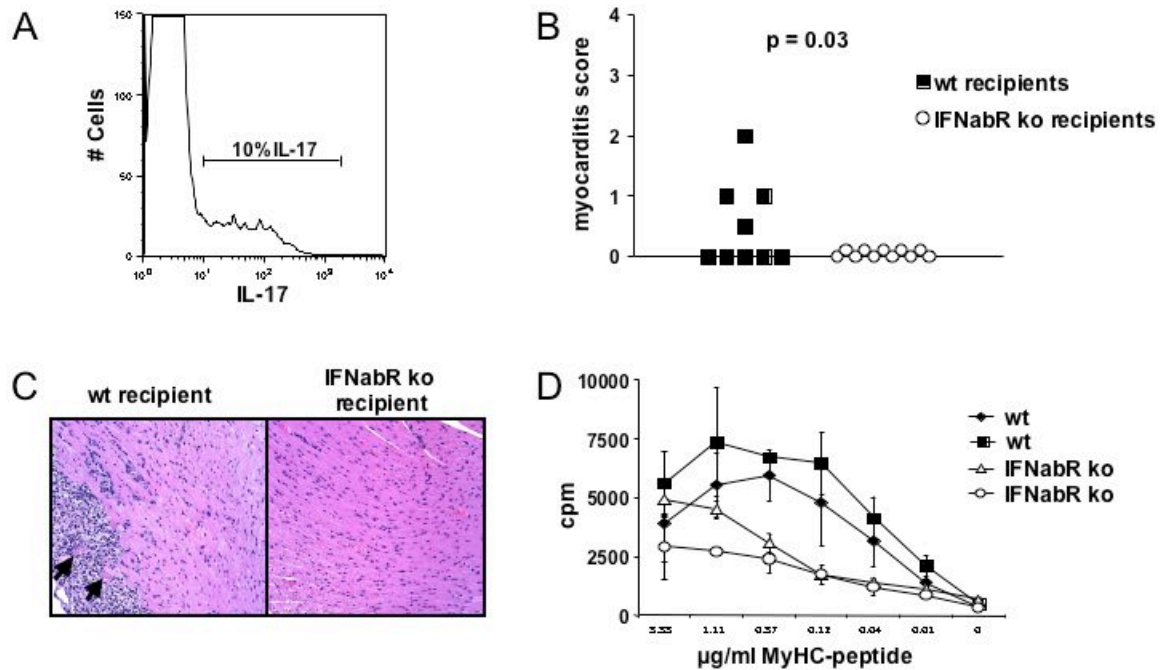 A
150
100
50
0
# Cells
10% IL-17
10⁰ 10¹ 10² 10³ 10⁴
IL-17
B
4
3
2
1
0
myocarditis score
p = 0.03
wt recipients
IFNabR ko recipients
C
wt recipient
IFNabR ko
recipient
D
10000
7500
5000
2500
0
cpm
wt
wt
IFNabR ko
IFNabR ko
3.33 1.11 0.37 0.12 0.04 0.01 0
µg/ml MyHC-peptide